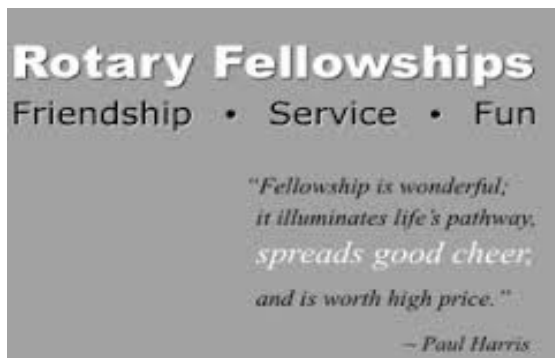 Rotary Fellowships
Friendship • Service • Fun
“Fellowship is wonderful;
it illuminates life’s pathway,
spreads good cheer;
and is worth high price.”
~ Paul Harris